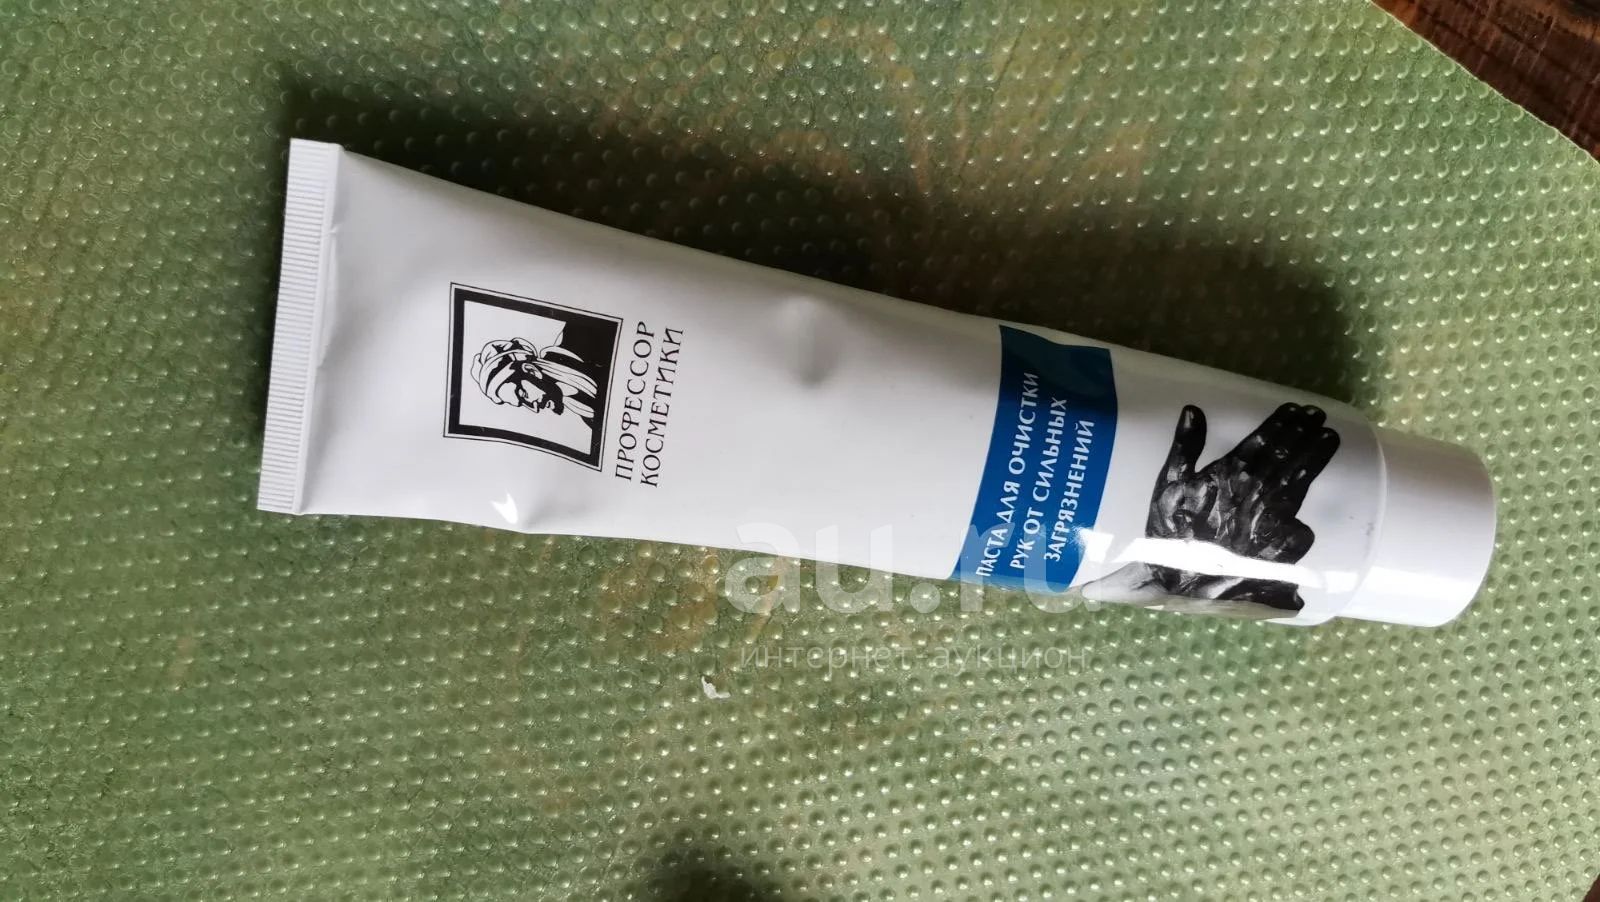 ПРОФЕССОР
КОСМЕТИКИ
ПАСТА ДЛЯ ОЧИСТКИ
РУК ОТ СИЛЬНЫХ
ЗАГРЯЗНЕНИЙ
au.ru
интернет-аукцион